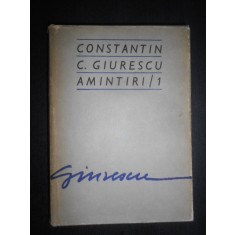 CONSTANTIN
C. GIURESCU
AMINTIRI/1
Giurescu